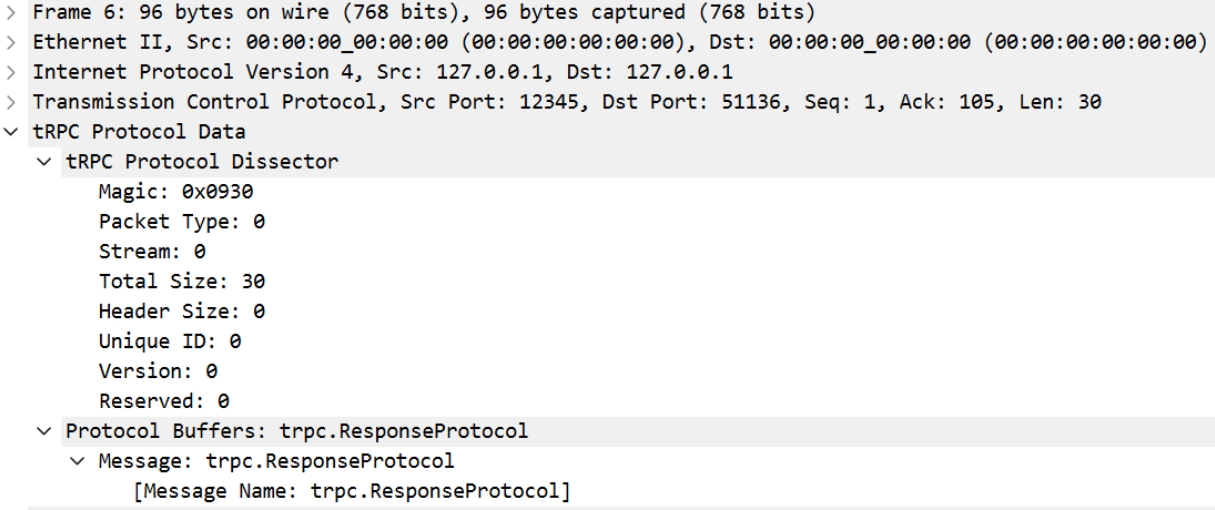 Frame 6: 96 bytes on wire (768 bits), 96 bytes captured (768 bits)
Ethernet II, Src: 00:00:00_00:00:00 (00:00:00:00:00:00), Dst: 00:00:00_00:00:00 (00:00:00:00:00:00)
Internet Protocol Version 4, Src: 127.0.0.1, Dst: 127.0.0.1
Transmission Control Protocol, Src Port: 12345, Dst Port: 51136, Seq: 1, Ack: 105, Len: 30
tRPC Protocol Data
tRPC Protocol Dissector
Magic: 0x0930
Packet Type: 0
Stream: 0
Total Size: 30
Header Size: 0
Unique ID: 0
Version: 0
Reserved: 0
Protocol Buffers: trpc.ResponseProtocol
Message: trpc.ResponseProtocol
[Message Name: trpc.ResponseProtocol]